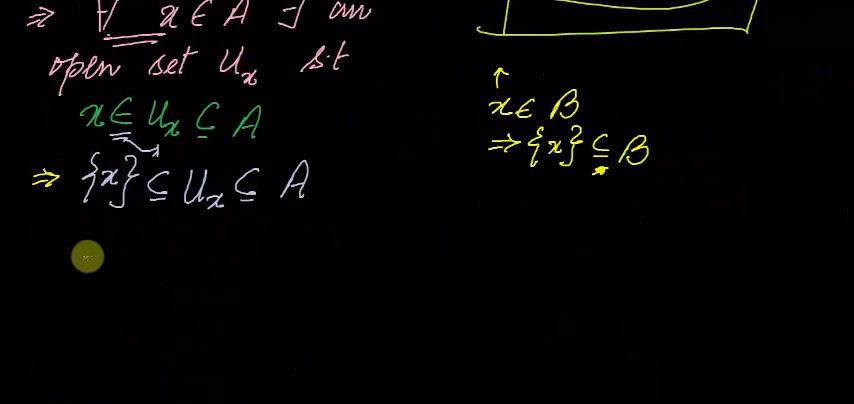 ⇒ ∀ x ∈ A ∃ an
open set Uₓ s.t
x ∈ Uₓ ⊆ A
⇒ {x} ⊆ Uₓ ⊆ A
x ∈ B
⇒ {x} ⊆ B